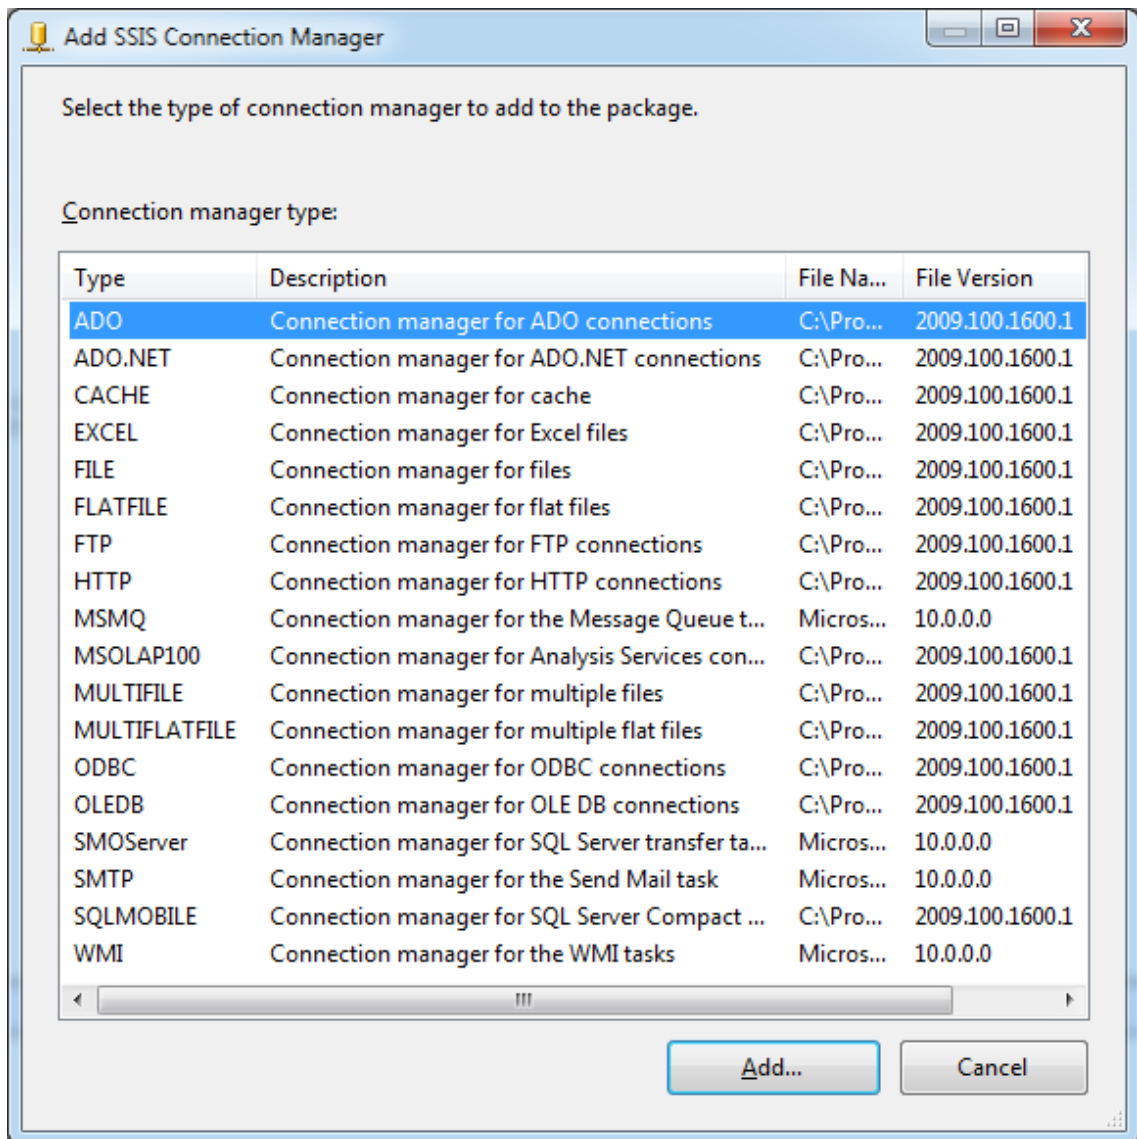 Add SSIS Connection Manager
Select the type of connection manager to add to the package.
Connection manager type:
Type Description File Na... File Version
ADO Connection manager for ADO connections C:\Pro... 2009.100.1600.1
ADO.NET Connection manager for ADO.NET connections C:\Pro... 2009.100.1600.1
CACHE Connection manager for cache C:\Pro... 2009.100.1600.1
EXCEL Connection manager for Excel files C:\Pro... 2009.100.1600.1
FILE Connection manager for files C:\Pro... 2009.100.1600.1
FLATFILE Connection manager for flat files C:\Pro... 2009.100.1600.1
FTP Connection manager for FTP connections C:\Pro... 2009.100.1600.1
HTTP Connection manager for HTTP connections C:\Pro... 2009.100.1600.1
MSMQ Connection manager for the Message Queue t... Micros... 10.0.0.0
MSOLAP100 Connection manager for Analysis Services con... C:\Pro... 2009.100.1600.1
MULTIFILE Connection manager for multiple files C:\Pro... 2009.100.1600.1
MULTIFLATFILE Connection manager for multiple flat files C:\Pro... 2009.100.1600.1
ODBC Connection manager for ODBC connections C:\Pro... 2009.100.1600.1
OLEDB Connection manager for OLE DB connections C:\Pro... 2009.100.1600.1
SMOServer Connection manager for SQL Server transfer ta... Micros... 10.0.0.0
SMTP Connection manager for the Send Mail task Micros... 10.0.0.0
SQLMOBILE Connection manager for SQL Server Compact ... C:\Pro... 2009.100.1600.1
WMI Connection manager for the WMI tasks Micros... 10.0.0.0
Add... Cancel